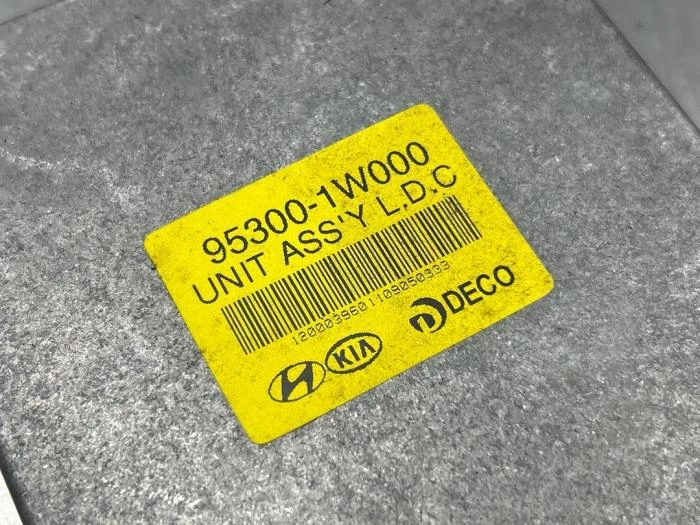 95300-1W000
UNIT ASS'Y L.D.C
1200039601109050333
KIA
DECO